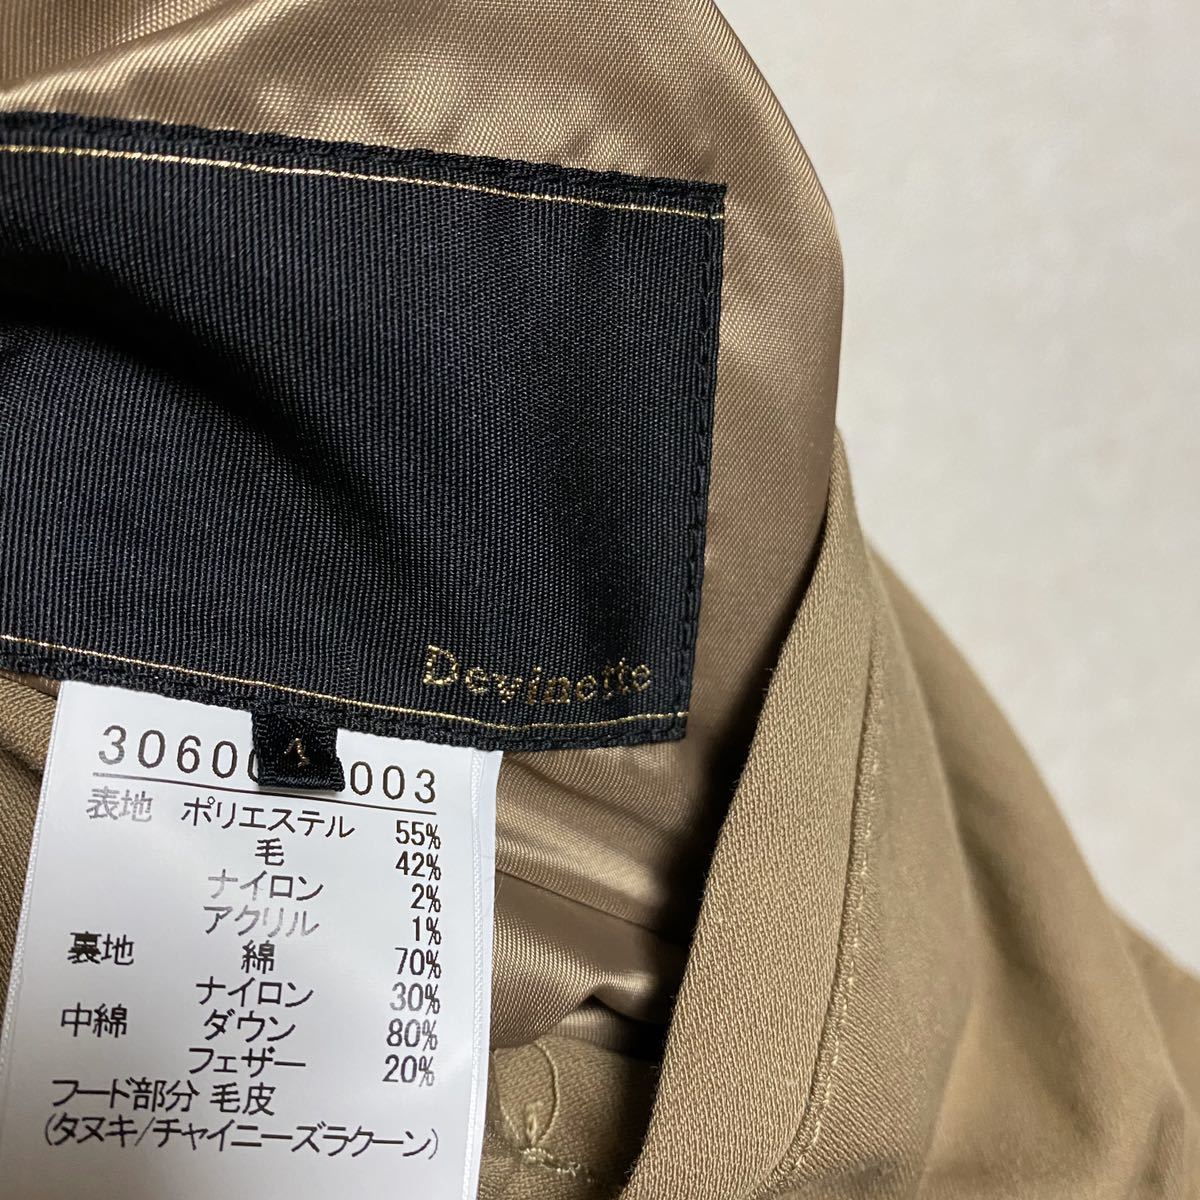 Devinette
3060 003
表地 ポリエステル 55%
毛 42%
ナイロン 2%
アクリル 1%
裏地 綿 70%
ナイロン 30%
中綿 ダウン 80%
フェザー 20%
フード部分 毛皮
(タヌキ/チャイニーズラクーン)